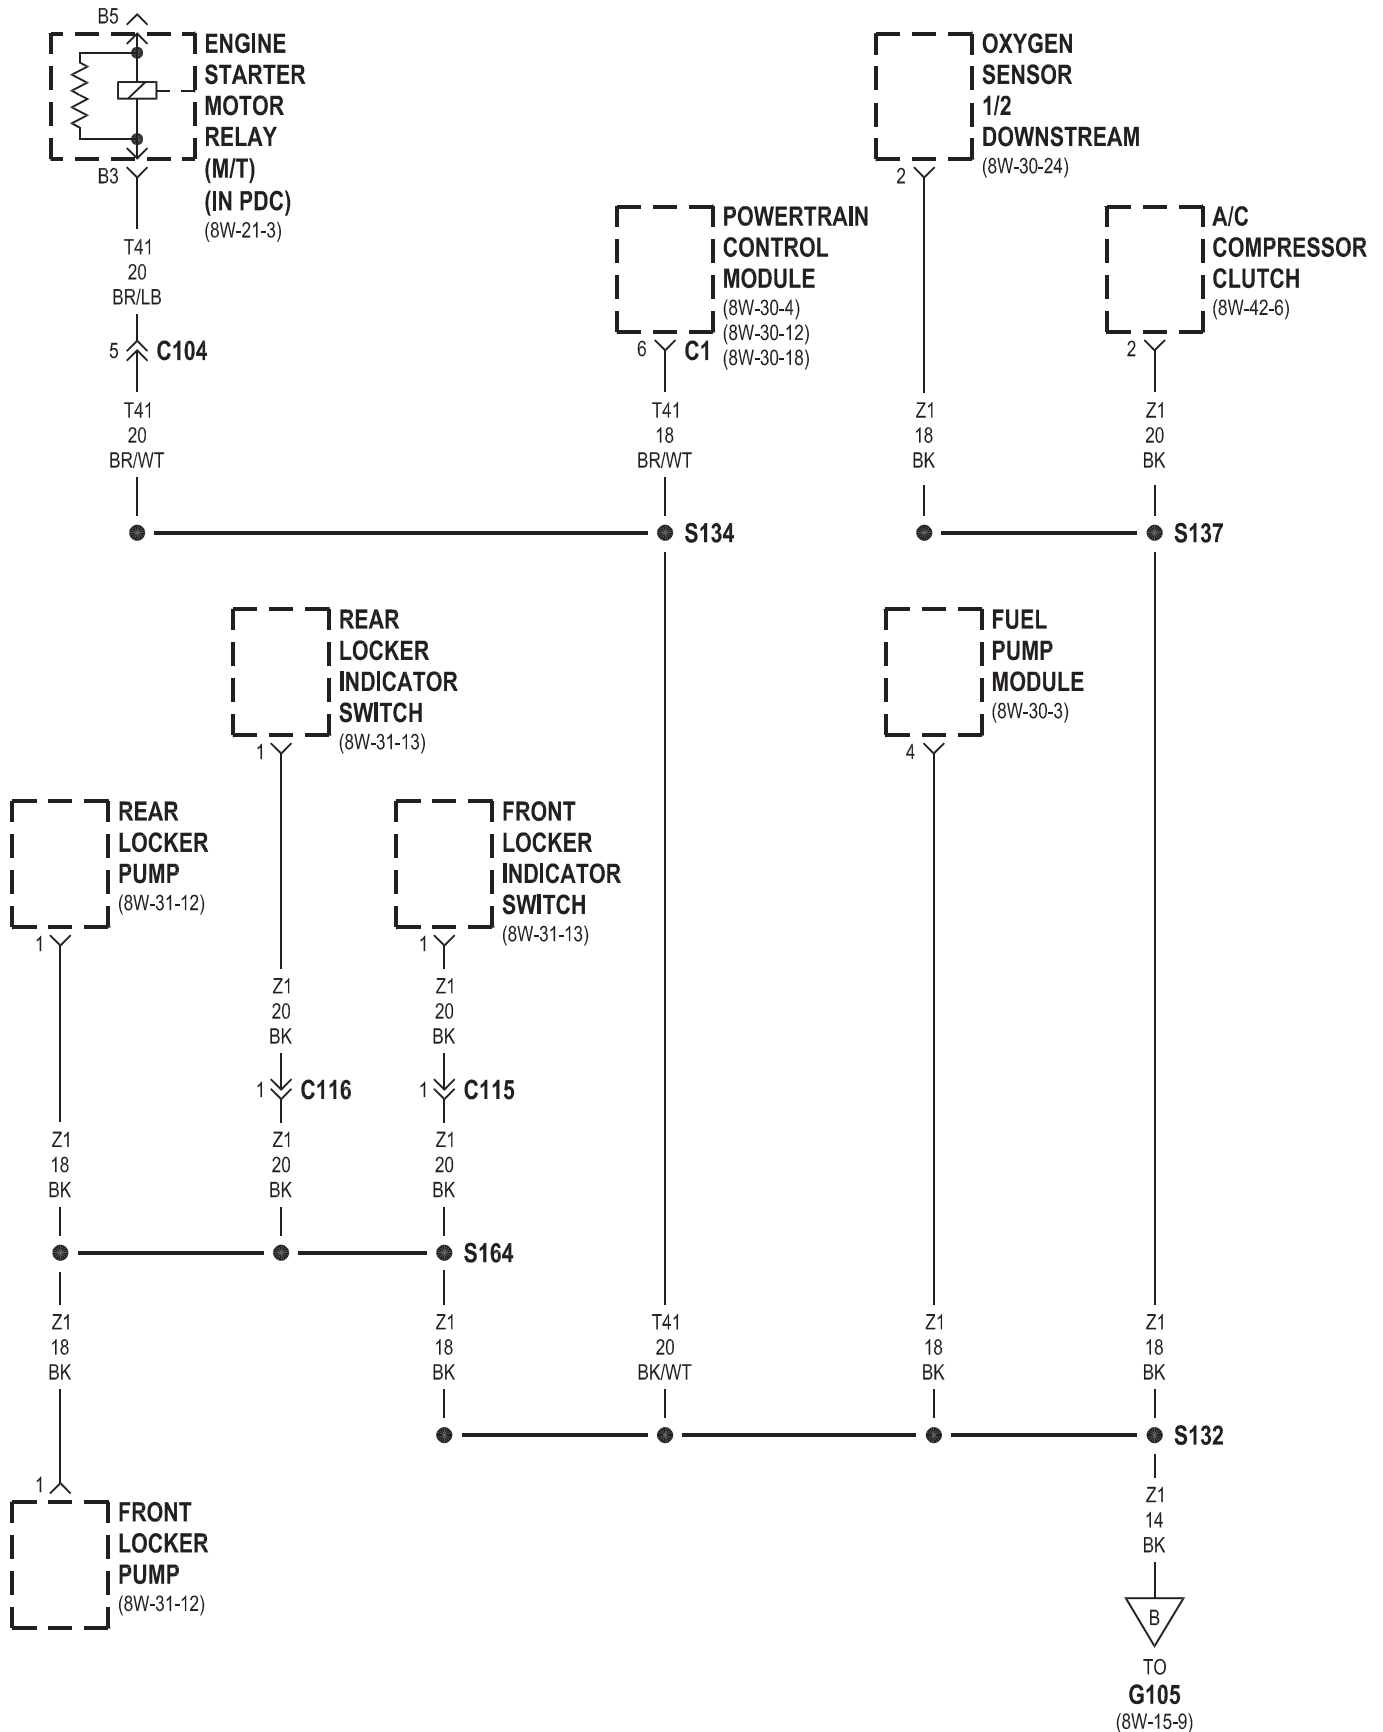 B5
ENGINE
STARTER
MOTOR
RELAY
(M/T)
(IN PDC)
(8W-21-3)
B3
T41
20
BR/LB
5
C104
T41
20
BR/WT
POWERTRAIN
CONTROL
MODULE
(8W-30-4)
(8W-30-12)
(8W-30-18)
6
C1
T41
18
BR/WT
S134
OXYGEN
SENSOR
1/2
DOWNSTREAM
(8W-30-24)
2
Z1
18
BK
A/C
COMPRESSOR
CLUTCH
(8W-42-6)
2
Z1
20
BK
S137
REAR
LOCKER
INDICATOR
SWITCH
(8W-31-13)
1
Z1
20
BK
1
C116
Z1
20
BK
FUEL
PUMP
MODULE
(8W-30-3)
4
REAR
LOCKER
PUMP
(8W-31-12)
1
Z1
18
BK
FRONT
LOCKER
INDICATOR
SWITCH
(8W-31-13)
1
Z1
20
BK
1
C115
Z1
20
BK
S164
Z1
18
BK
Z1
18
BK
T41
20
BK/WT
Z1
18
BK
Z1
18
BK
S132
1
FRONT
LOCKER
PUMP
(8W-31-12)
Z1
14
BK
B
TO
G105
(8W-15-9)